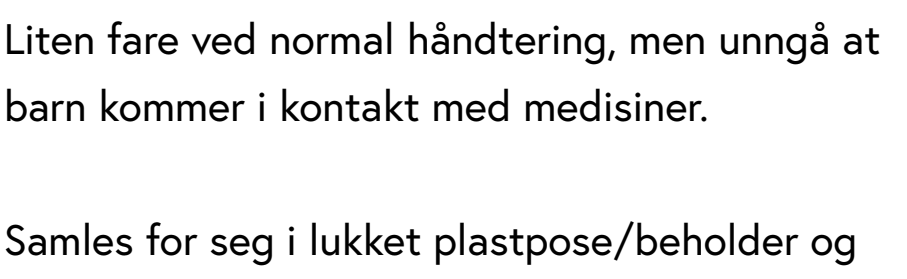 Liten fare ved normal håndtering, men unngå at
barn kommer i kontakt med medisiner.
Samles for seg i lukket plastpose/beholder og